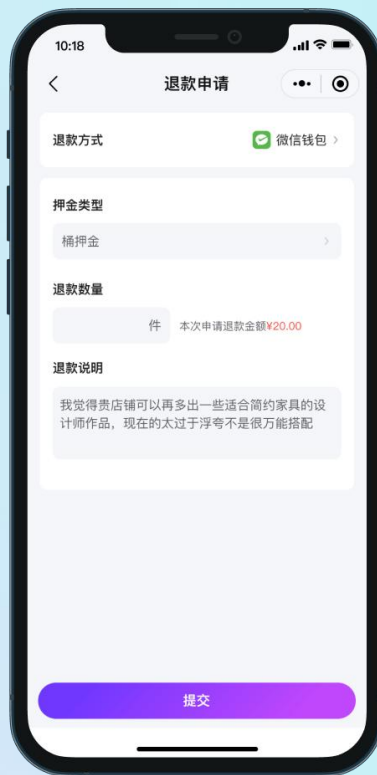 10:18
退款申请
退款方式
微信钱包
押金类型
桶押金
退款数量
件 本次申请退款金额¥20.00
退款说明
我觉得贵店铺可以再多出一些适合简约家具的设
计师作品，现在的太过于浮夸不是很万能搭配
提交